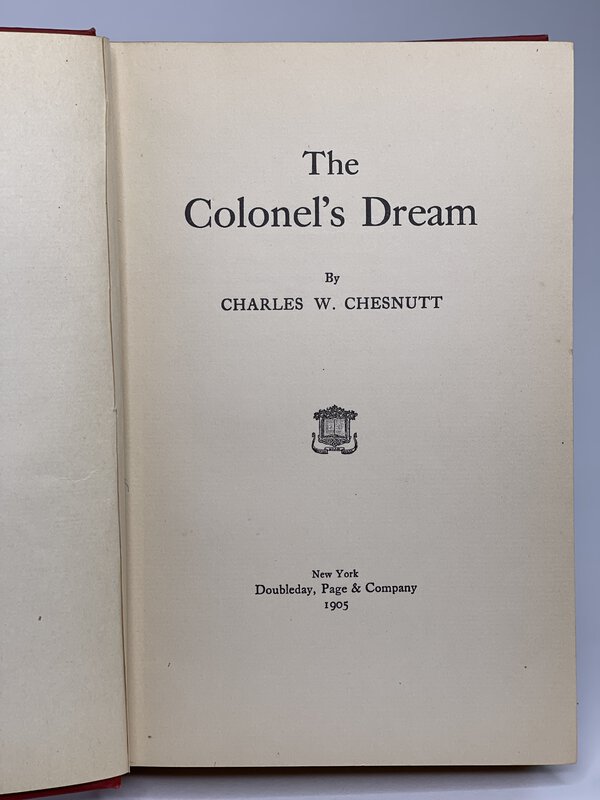 The
Colonel's Dream
By
CHARLES W. CHESNUTT
New York
Doubleday, Page & Company
1905